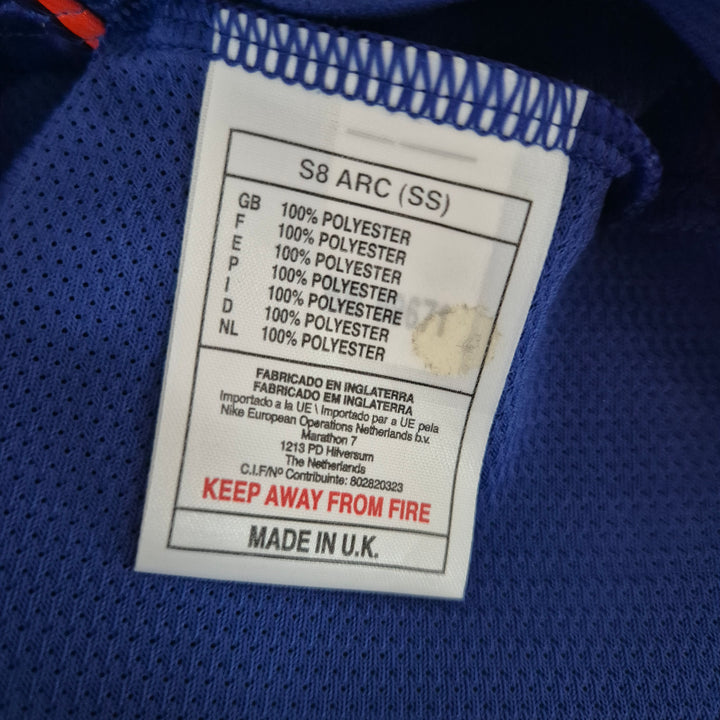 S8 ARC (SS)
GB 100% POLYESTER
F 100% POLYESTER
E 100% POLYESTER
P 100% POLYESTER
I 100% POLYESTERE
D 100% POLYESTER
NL 100% POLYESTER
FABRICADO EN INGLATERRA
FABRICADO EM INGLATERRA
Importado a la UE \ Importado par a UE pela
Nike European Operations Netherlands b.v.
Marathon 7
1213 PD Hilversum
The Netherlands
C.I.F/Nº Contribuinte: 802820323
KEEP AWAY FROM FIRE
MADE IN U.K.